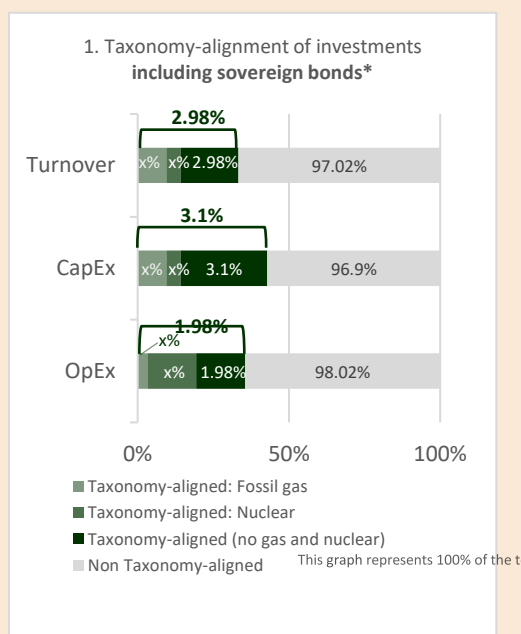 1. Taxonomy-alignment of investments
including sovereign bonds*
2.98%
Turnover
x% x% 2.98% 97.02%
3.1%
CapEx
x% x% 3.1% 96.9%
1.98%
x%
OpEx
x% 1.98% 98.02%
0% 50% 100%
Taxonomy-aligned: Fossil gas
Taxonomy-aligned: Nuclear
Taxonomy-aligned (no gas and nuclear)
Non Taxonomy-aligned
This graph represents 100% of the t